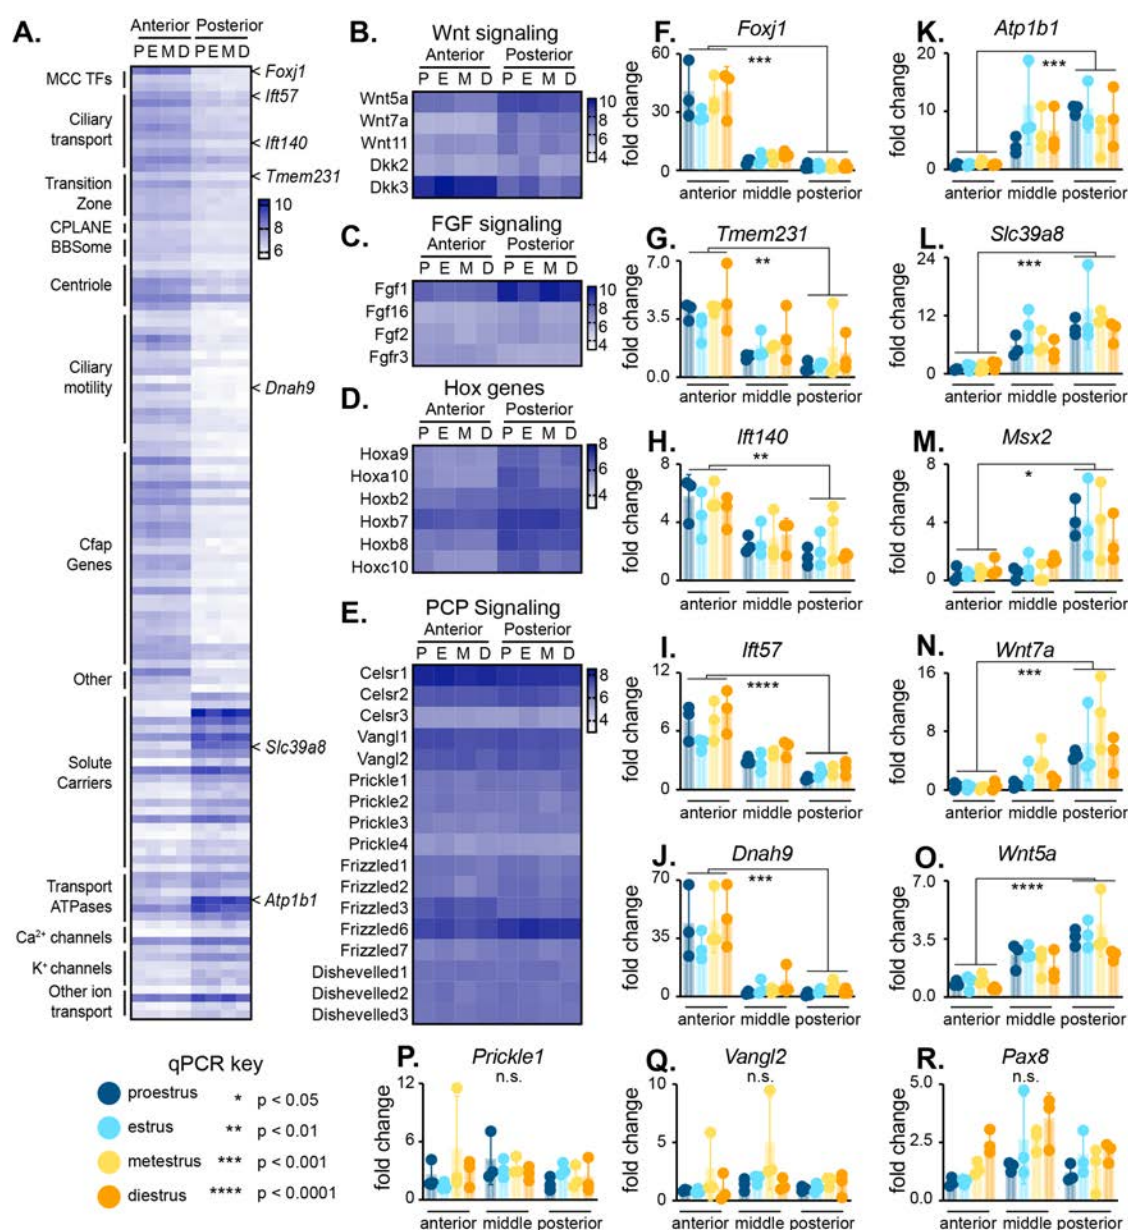 A.
Anterior Posterior
P E M D P E M D
MCC TFs
Ciliary
transport
Transition
Zone
CPLANE
BBSome
Centriole
Ciliary
motility
Cfap
Genes
Other
Solute
Carriers
Transport
ATPases
Ca2+ channels
K+ channels
Other ion
transport
< Foxj1
< Ift57
< Ift140
< Tmem231
10
8
6
< Dnah9
< Slc39a8
< Atp1b1
B. Wnt signaling
Anterior Posterior
P E M D P E M D
Wnt5a
Wnt7a
Wnt11
Dkk2
Dkk3
10
8
6
4
C. FGF signaling
Anterior Posterior
P E M D P E M D
Fgf1
Fgf16
Fgf2
Fgfr3
10
8
6
4
D. Hox genes
Anterior Posterior
P E M D P E M D
Hoxa9
Hoxa10
Hoxb2
Hoxb7
Hoxb8
Hoxc10
8
6
4
E. PCP Signaling
Anterior Posterior
P E M D P E M D
Celsr1
Celsr2
Celsr3
Vangl1
Vangl2
Prickle1
Prickle2
Prickle3
Prickle4
Frizzled1
Frizzled2
Frizzled3
Frizzled6
Frizzled7
Dishevelled1
Dishevelled2
Dishevelled3
8
6
4
F. Foxj1
fold change
60
30
0
***
anterior middle posterior
G. Tmem231
fold change
7.0
3.5
0.0
**
anterior middle posterior
H. Ift140
fold change
8
4
0
**
anterior middle posterior
I. Ift57
fold change
12
6
0
****
anterior middle posterior
J. Dnah9
fold change
70
35
0
***
anterior middle posterior
K. Atp1b1
fold change
20
10
0
***
anterior middle posterior
L. Slc39a8
fold change
24
12
0
***
anterior middle posterior
M. Msx2
fold change
8
4
0
*
anterior middle posterior
N. Wnt7a
fold change
16
8
0
***
anterior middle posterior
O. Wnt5a
fold change
7.0
3.5
0.0
****
anterior middle posterior
qPCR key
proestrus * p < 0.05
estrus ** p < 0.01
metestrus *** p < 0.001
diestrus **** p < 0.0001
P. Prickle1
n.s.
fold change
12
6
0
anterior middle posterior
Q. Vangl2
n.s.
fold change
10
5
0
anterior middle posterior
R. Pax8
n.s.
fold change
5.0
2.5
0
anterior middle posterior